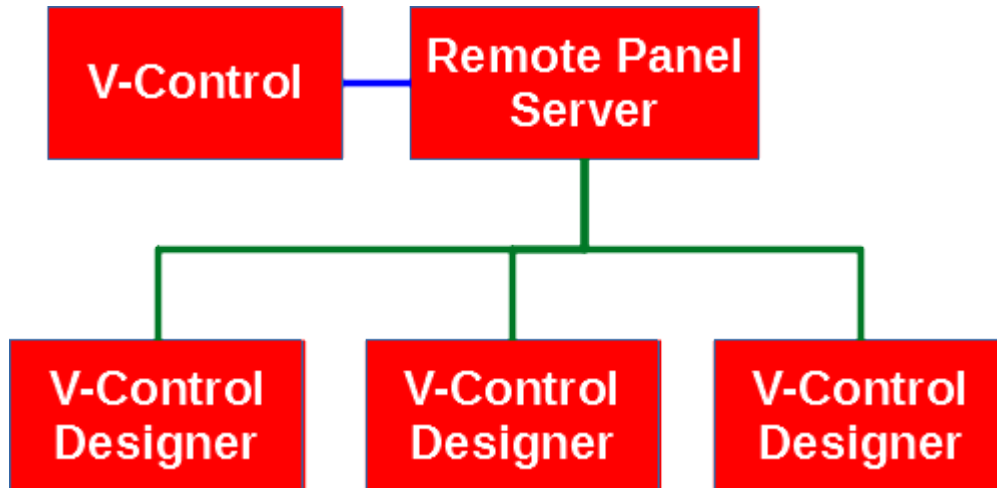 V-Control
Remote Panel
Server
V-Control
Designer
V-Control
Designer
V-Control
Designer